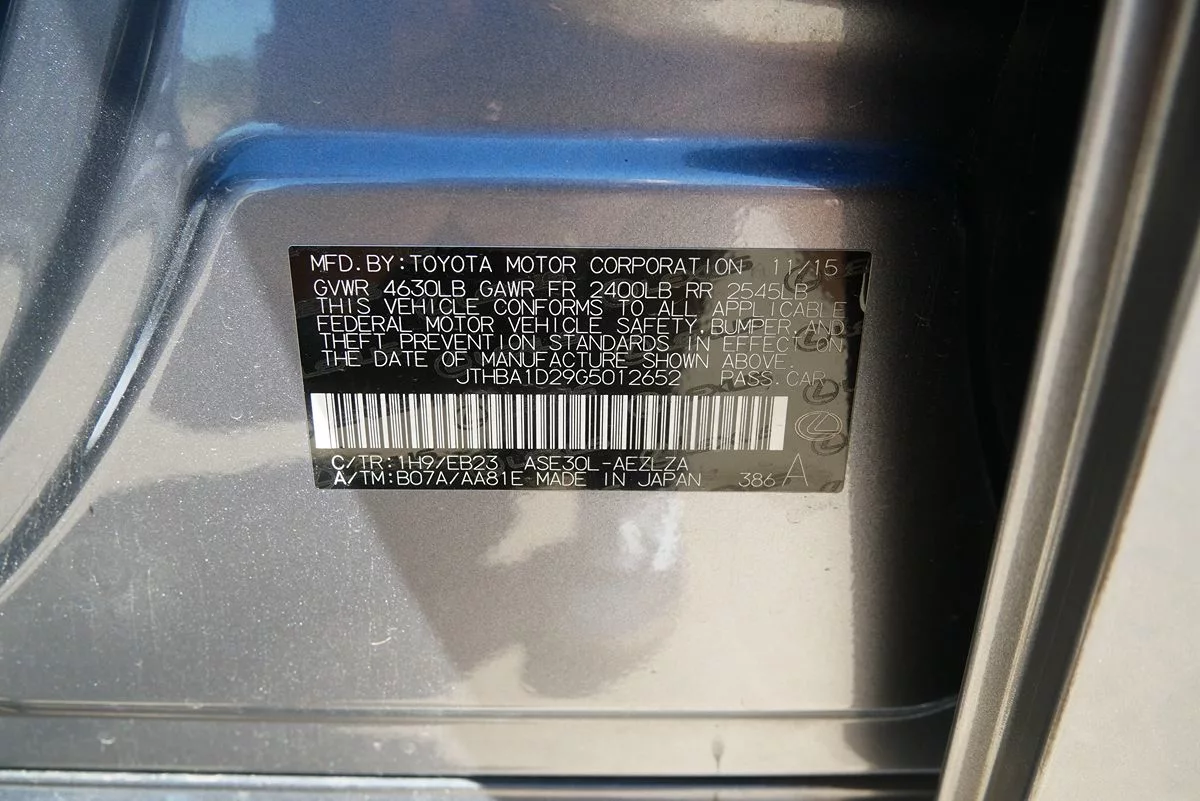 MFD.BY:TOYOTA MOTOR CORPORATION 11/15
GVWR 4630LB GAWR FR 2400LB RR 2545LB
THIS VEHICLE CONFORMS TO ALL APPLICABLE
FEDERAL MOTOR VEHICLE SAFETY,BUMPER,AND
THEFT PREVENTION STANDARDS IN EFFECT ON
THE DATE OF MANUFACTURE SHOWN ABOVE.
JTHBA1D29G5012652 PASS.CAR
C/TR:1H9/EB23 ASE30L-AEZLZA
A/TM:B07A/AA81E MADE IN JAPAN 386 A